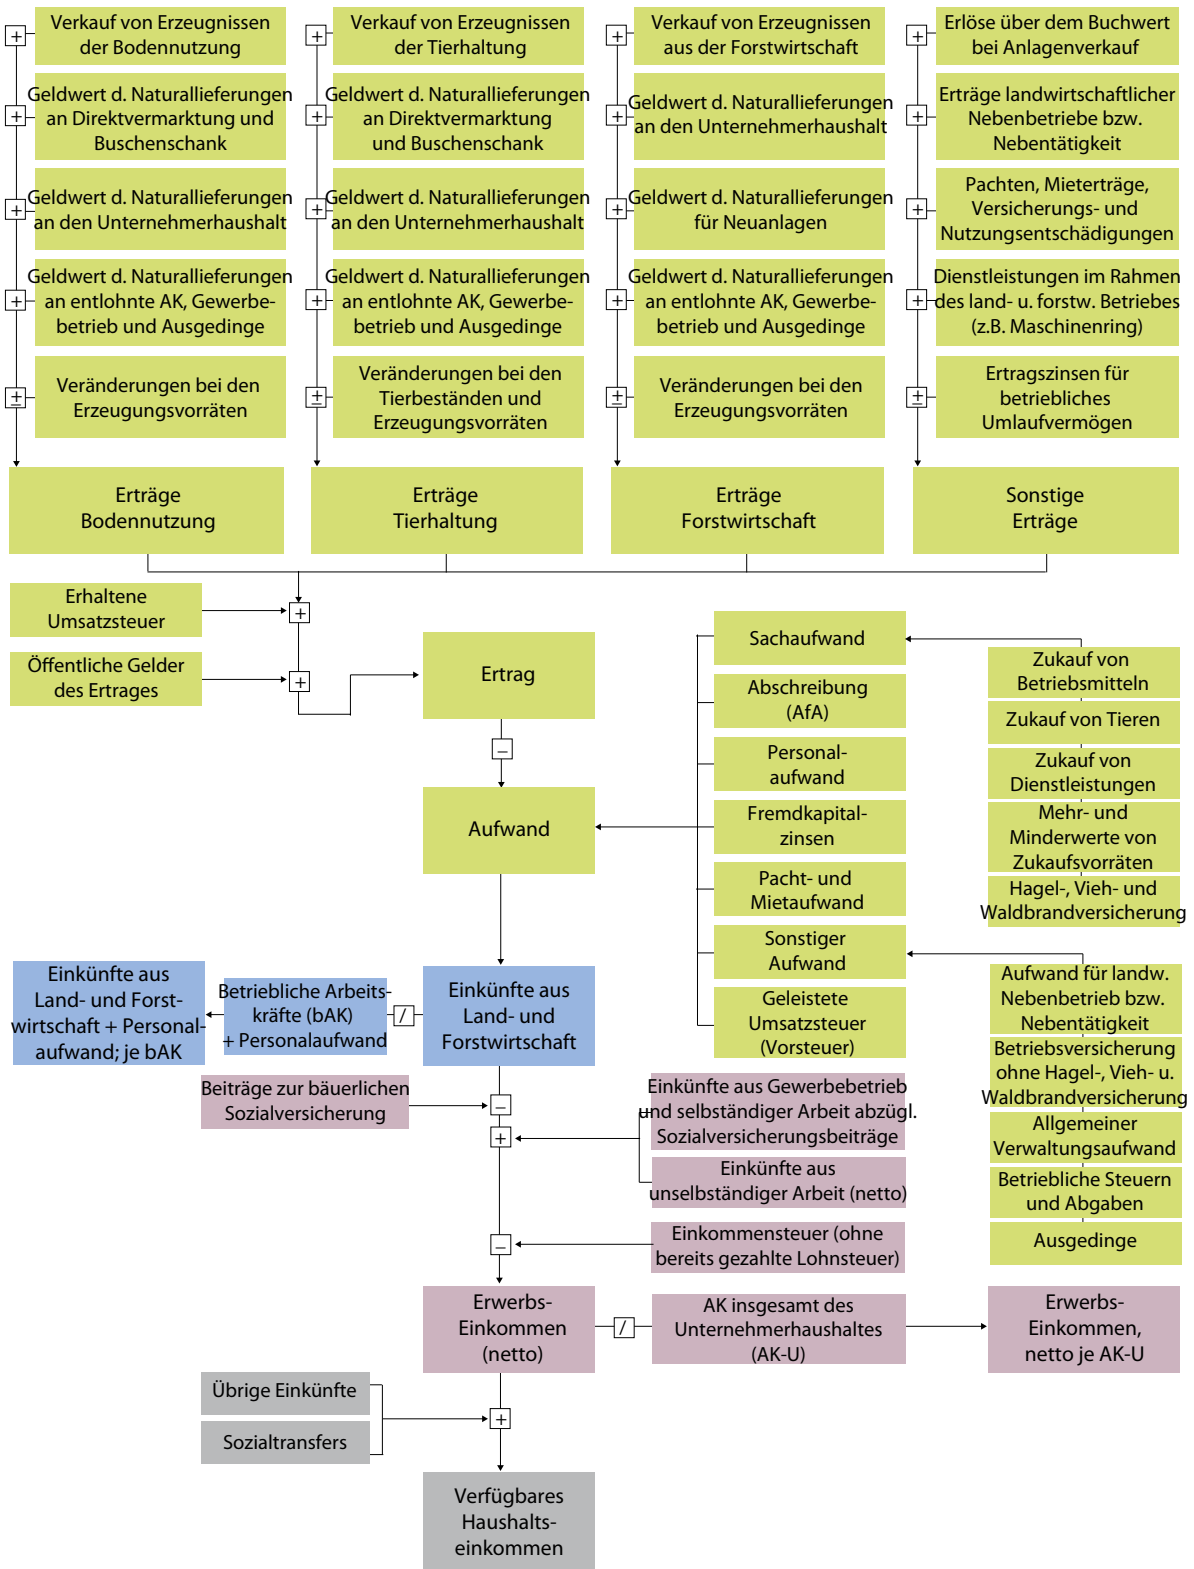 Verkauf von Erzeugnissen
der Bodennutzung
+
Geldwert d. Naturallieferungen
an Direktvermarktung und
Buschenschank
+
Geldwert d. Naturallieferungen
an den Unternehmerhaushalt
+
Geldwert d. Naturallieferungen
an entlohnte AK, Gewerbe-
betrieb und Ausgedinge
+
Veränderungen bei den
Erzeugungsvorräten
±
Erträge
Bodennutzung
Verkauf von Erzeugnissen
der Tierhaltung
+
Geldwert d. Naturallieferungen
an Direktvermarktung
und Buschenschank
+
Geldwert d. Naturallieferungen
an den Unternehmerhaushalt
+
Geldwert d. Naturallieferungen
an entlohnte AK, Gewerbe-
betrieb und Ausgedinge
+
Veränderungen bei den
Tierbeständen und
Erzeugungsvorräten
±
Erträge
Tierhaltung
Verkauf von Erzeugnissen
aus der Forstwirtschaft
+
Geldwert d. Naturallieferungen
an den Unternehmerhaushalt
+
Geldwert d. Naturallieferungen
für Neuanlagen
+
Geldwert d. Naturallieferungen
an entlohnte AK, Gewerbe-
betrieb und Ausgedinge
+
Veränderungen bei den
Erzeugungsvorräten
±
Erträge
Forstwirtschaft
Erlöse über dem Buchwert
bei Anlagenverkauf
+
Erträge landwirtschaftlicher
Nebenbetriebe bzw.
Nebentätigkeit
+
Pachten, Mieterträge,
Versicherungs- und
Nutzungsentschädigungen
+
Dienstleistungen im Rahmen
des land- u. forstw. Betriebes
(z.B. Maschinenring)
+
Ertragszinsen für
betriebliches
Umlaufvermögen
±
Sonstige
Erträge
Erhaltene
Umsatzsteuer
+
Öffentliche Gelder
des Ertrages
+
Ertrag
–
Aufwand
Sachaufwand
Abschreibung
(AfA)
Personal-
aufwand
Fremdkapital-
zinsen
Pacht- und
Mietaufwand
Sonstiger
Aufwand
Geleistete
Umsatzsteuer
(Vorsteuer)
Zukauf von
Betriebsmitteln
Zukauf von Tieren
Zukauf von
Dienstleistungen
Mehr- und
Minderwerte von
Zukaufsvorräten
Hagel-, Vieh- und
Waldbrandversicherung
Aufwand für landw.
Nebenbetrieb bzw.
Nebentätigkeit
Betriebsversicherung
ohne Hagel-, Vieh- u.
Waldbrandversicherung
Allgemeiner
Verwaltungsaufwand
Betriebliche Steuern
und Abgaben
Ausgedinge
Einkünfte aus
Land- und Forst-
wirtschaft + Personal-
aufwand; je bAK
Betriebliche Arbeits-
kräfte (bAK)
+ Personalaufwand
/
Einkünfte aus
Land- und
Forstwirtschaft
Beiträge zur bäuerlichen
Sozialversicherung
–
+
Einkünfte aus Gewerbebetrieb
und selbständiger Arbeit abzügl.
Sozialversicherungsbeiträge
Einkünfte aus
unselbständiger Arbeit (netto)
–
Einkommensteuer (ohne
bereits gezahlte Lohnsteuer)
Erwerbs-
Einkommen
(netto)
/
AK insgesamt des
Unternehmerhaushaltes
(AK-U)
Erwerbs-
Einkommen,
netto je AK-U
Übrige Einkünfte
Sozialtransfers
+
Verfügbares
Haushalts-
einkommen